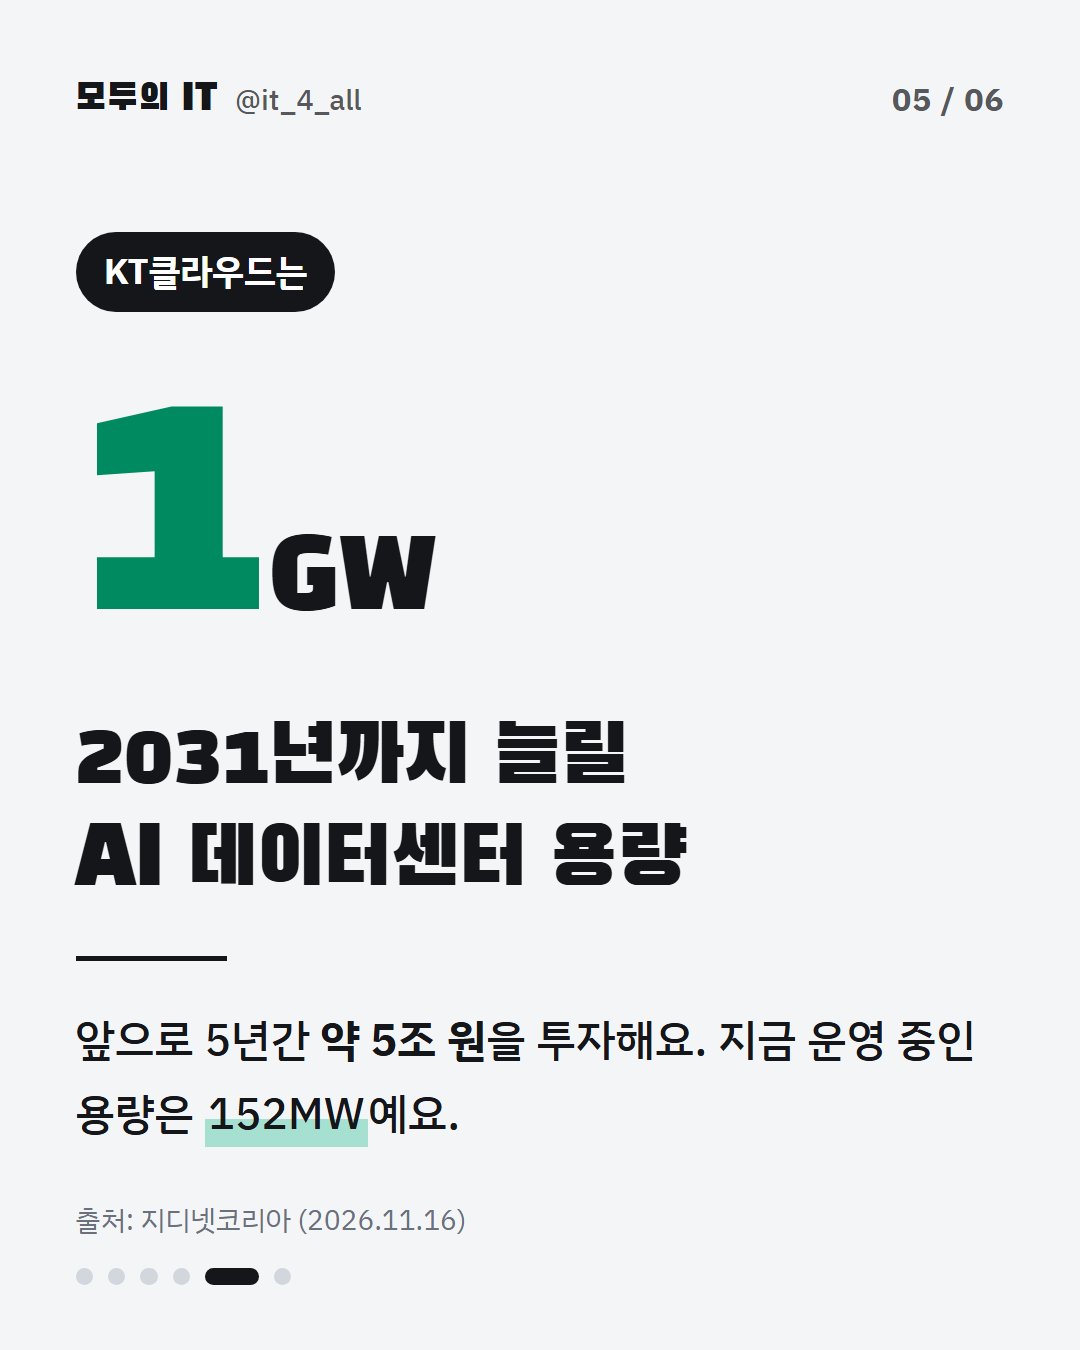 모두의 IT @it_4_all
05 / 06
KT클라우드는
1GW
2031년까지 늘릴
AI 데이터센터 용량
앞으로 5년간 약 5조 원을 투자해요. 지금 운영 중인
용량은 152MW예요.
출처: 지디넷코리아 (2026.11.16)